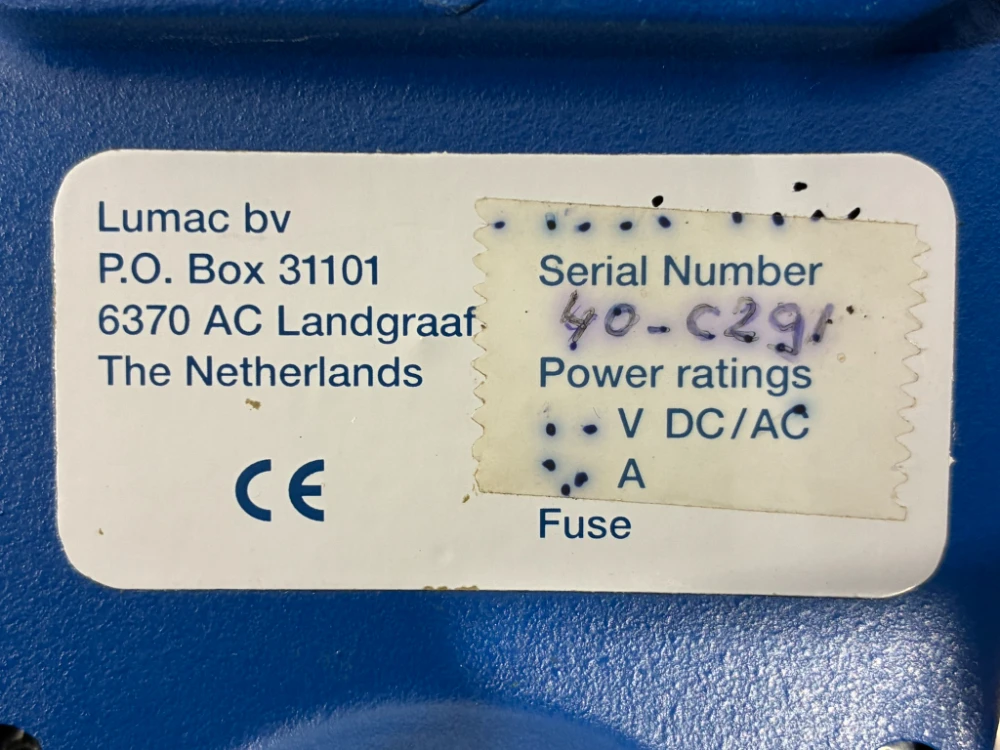 Lumac bv
P.O. Box 31101
6370 AC Landgraaf
The Netherlands
CE
Serial Number
40-C291
Power ratings
V DC/AC
A
Fuse